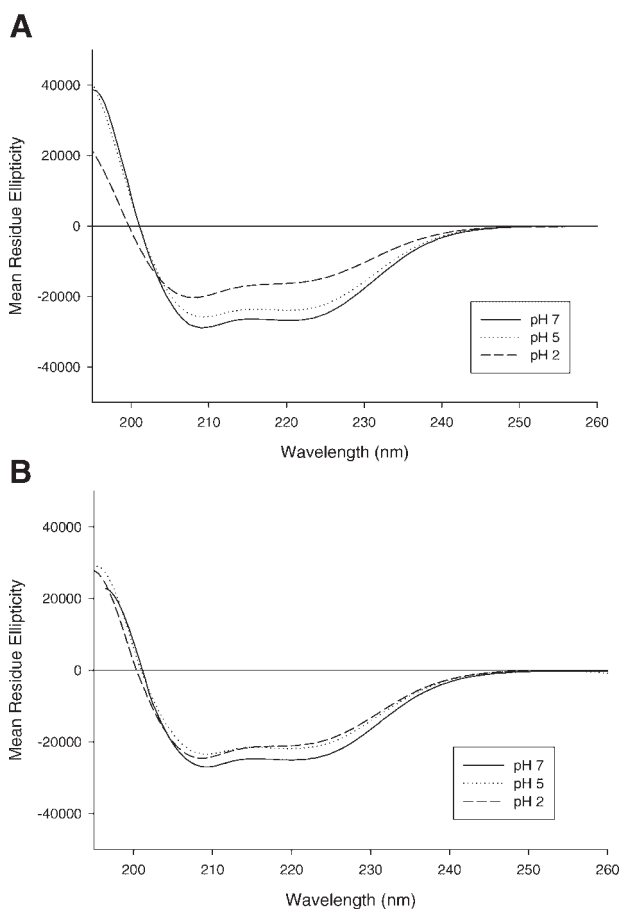 A
Mean Residue Ellipticity
40000
20000
0
-20000
-40000
pH 7
pH 5
pH 2
200 210 220 230 240 250 260
Wavelength (nm)
B
Mean Residue Ellipticity
40000
20000
0
-20000
-40000
pH 7
pH 5
pH 2
200 210 220 230 240 250 260
Wavelength (nm)